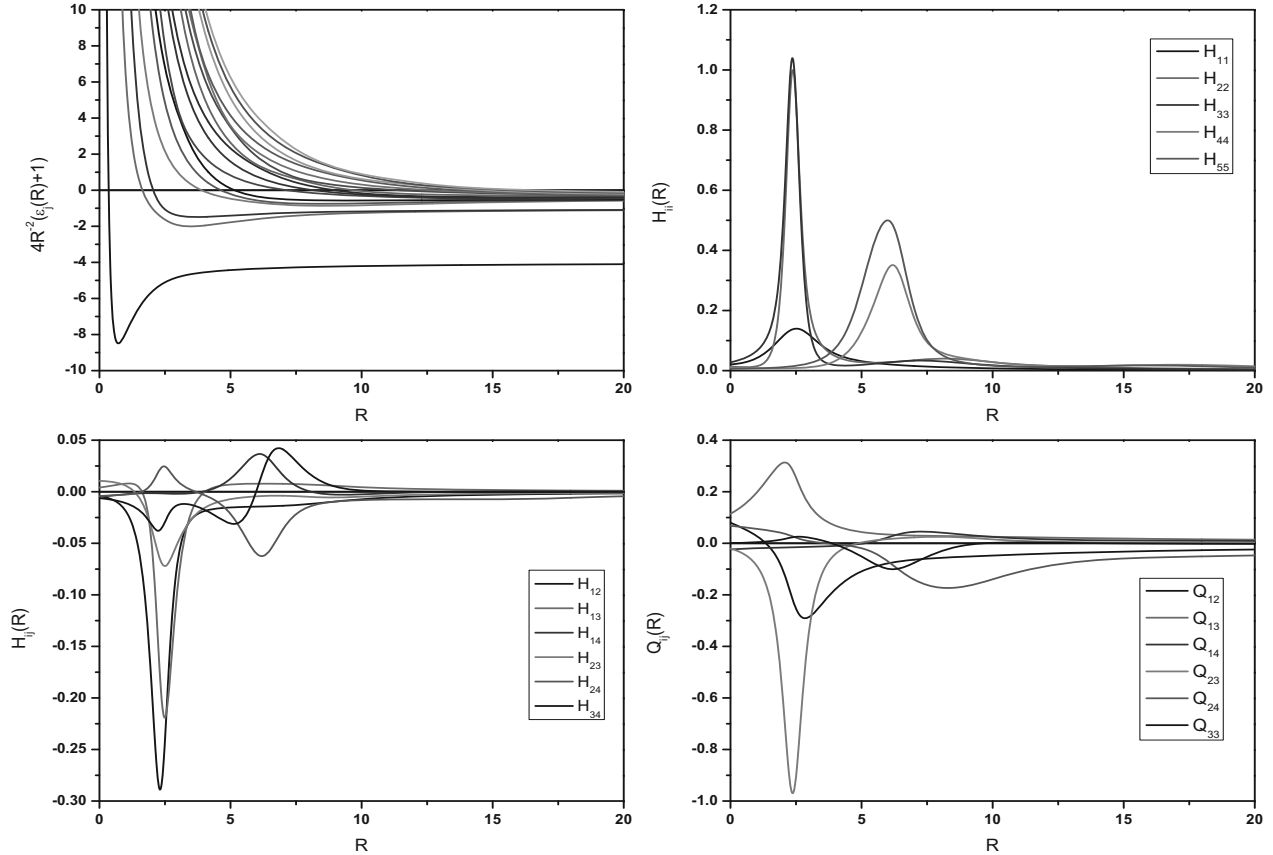 4R⁻²(ε_j(R)+1)
10
8
6
4
2
0
-2
-4
-6
-8
-10
0
5
10
15
20
R
H_ii(R)
1.2
1.0
0.8
0.6
0.4
0.2
0.0
H_11
H_22
H_33
H_44
H_55
0
5
10
15
20
R
H_ij(R)
0.05
0.00
-0.05
-0.10
-0.15
-0.20
-0.25
-0.30
H_12
H_13
H_14
H_23
H_24
H_34
0
5
10
15
20
R
Q_ij(R)
0.4
0.2
0.0
-0.2
-0.4
-0.6
-0.8
-1.0
Q_12
Q_13
Q_14
Q_23
Q_24
Q_33
0
5
10
15
20
R